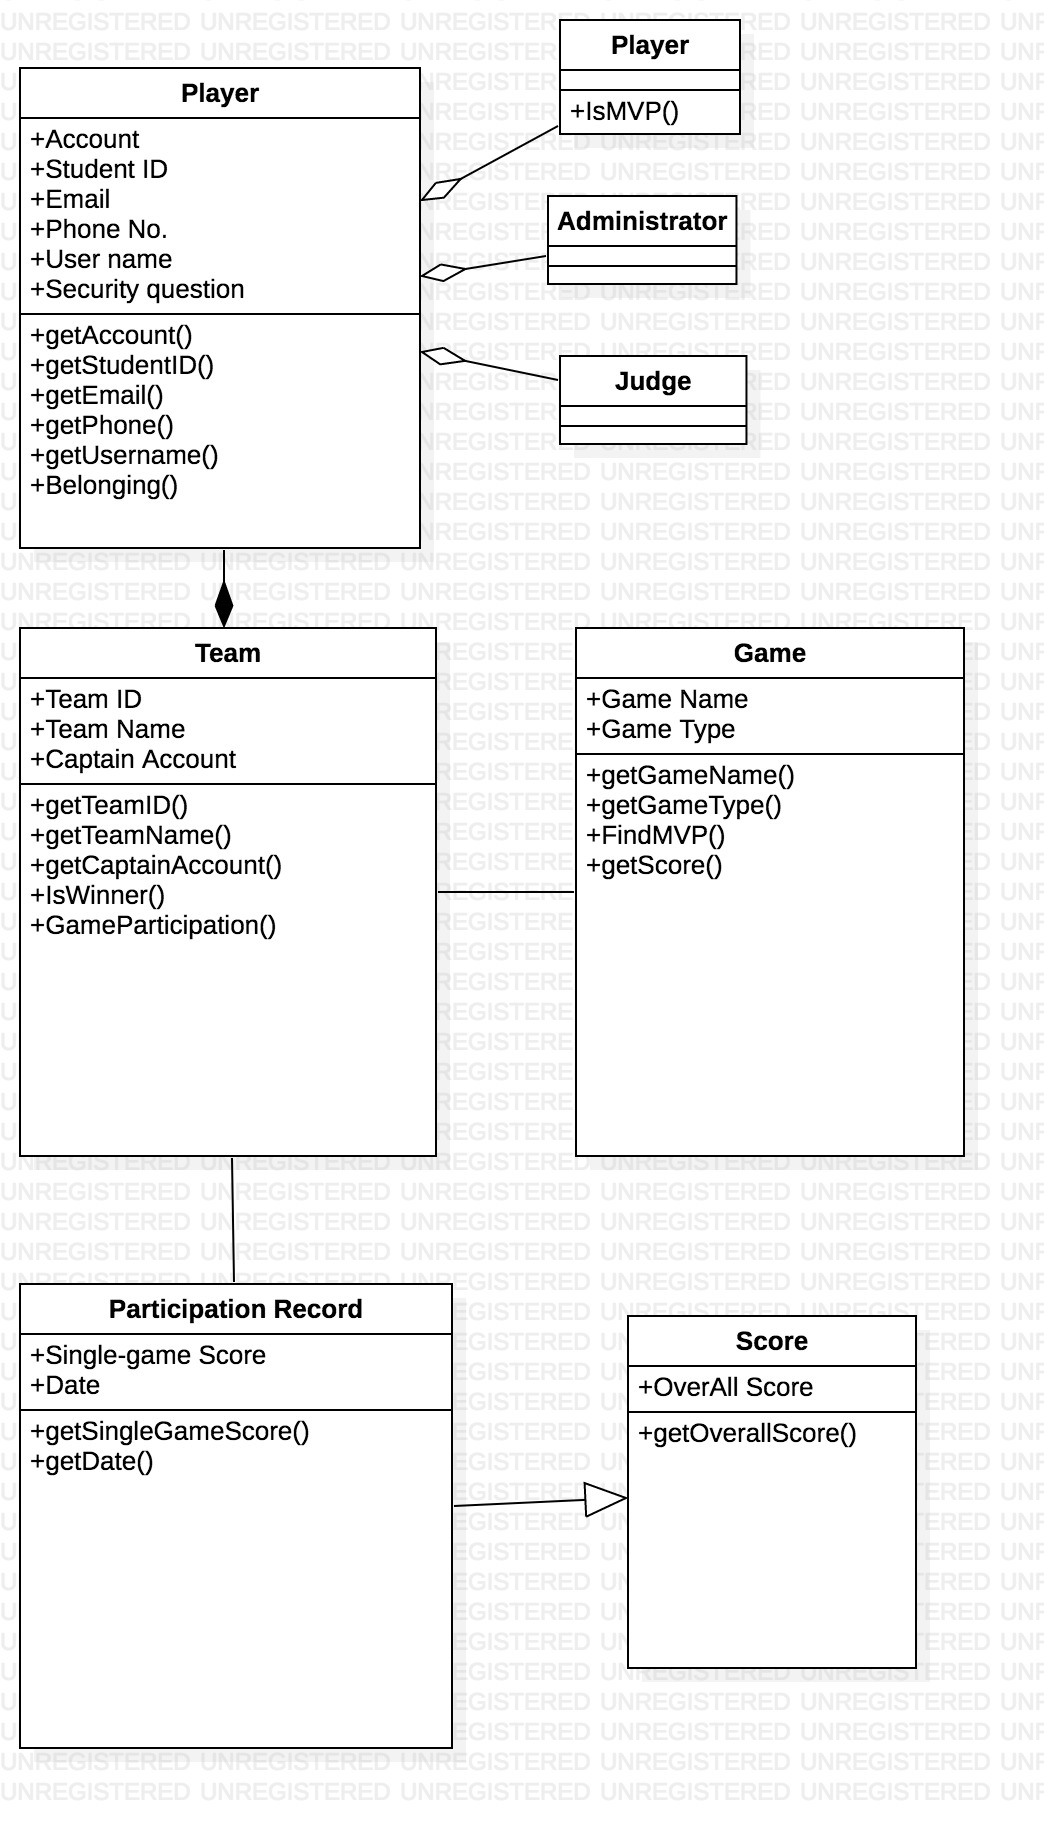 Player
+IsMVP()
Player
+Account
+Student ID
+Email
+Phone No.
+User name
+Security question
+getAccount()
+getStudentID()
+getEmail()
+getPhone()
+getUsername()
+Belonging()
Administrator
Judge
Team
+Team ID
+Team Name
+Captain Account
+getTeamID()
+getTeamName()
+getCaptainAccount()
+IsWinner()
+GameParticipation()
Game
+Game Name
+Game Type
+getGameName()
+getGameType()
+FindMVP()
+getScore()
Participation Record
+Single-game Score
+Date
+getSingleGameScore()
+getDate()
Score
+OverAll Score
+getOverallScore()
UNREGISTERED